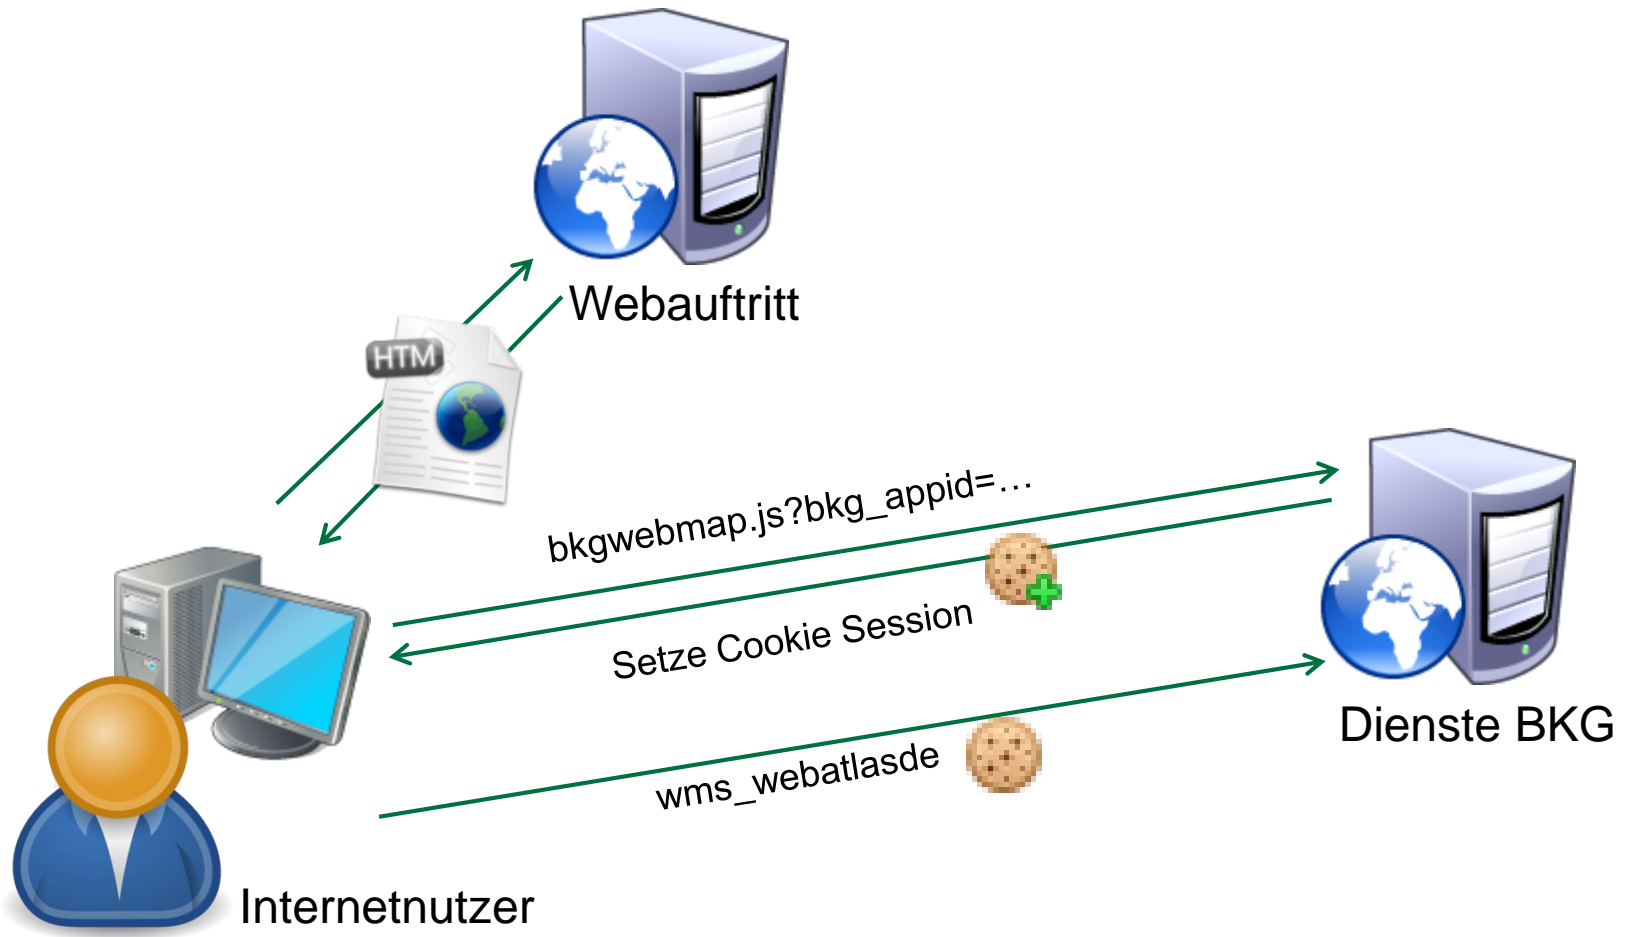 Webauftritt
HTM
bkgwebmap.js?bkg_appid=…
Setze Cookie Session
Dienste BKG
wms_webatlasde
Internetnutzer